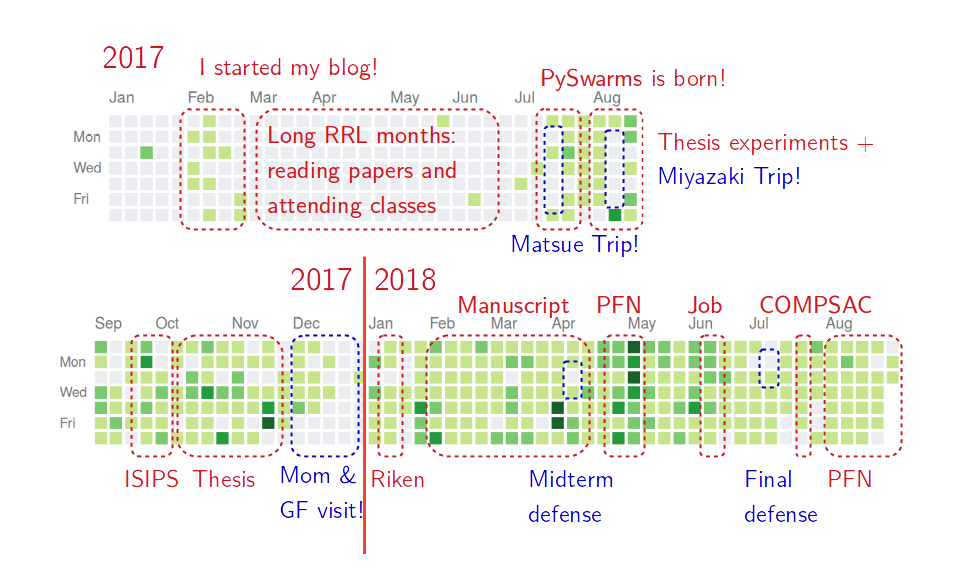 2017
I started my blog!
PySwarms is born!
Jan Feb Mar Apr May Jun Jul Aug
Mon
Wed
Fri
Long RRL months:
reading papers and
attending classes
Thesis experiments +
Miyazaki Trip!
Matsue Trip!
2017 2018
Manuscript PFN Job COMPSAC
Sep Oct Nov Dec Jan Feb Mar Apr May Jun Jul Aug
Mon
Wed
Fri
ISIPS Thesis
Mom &
GF visit!
Riken
Midterm
defense
Final
defense
PFN